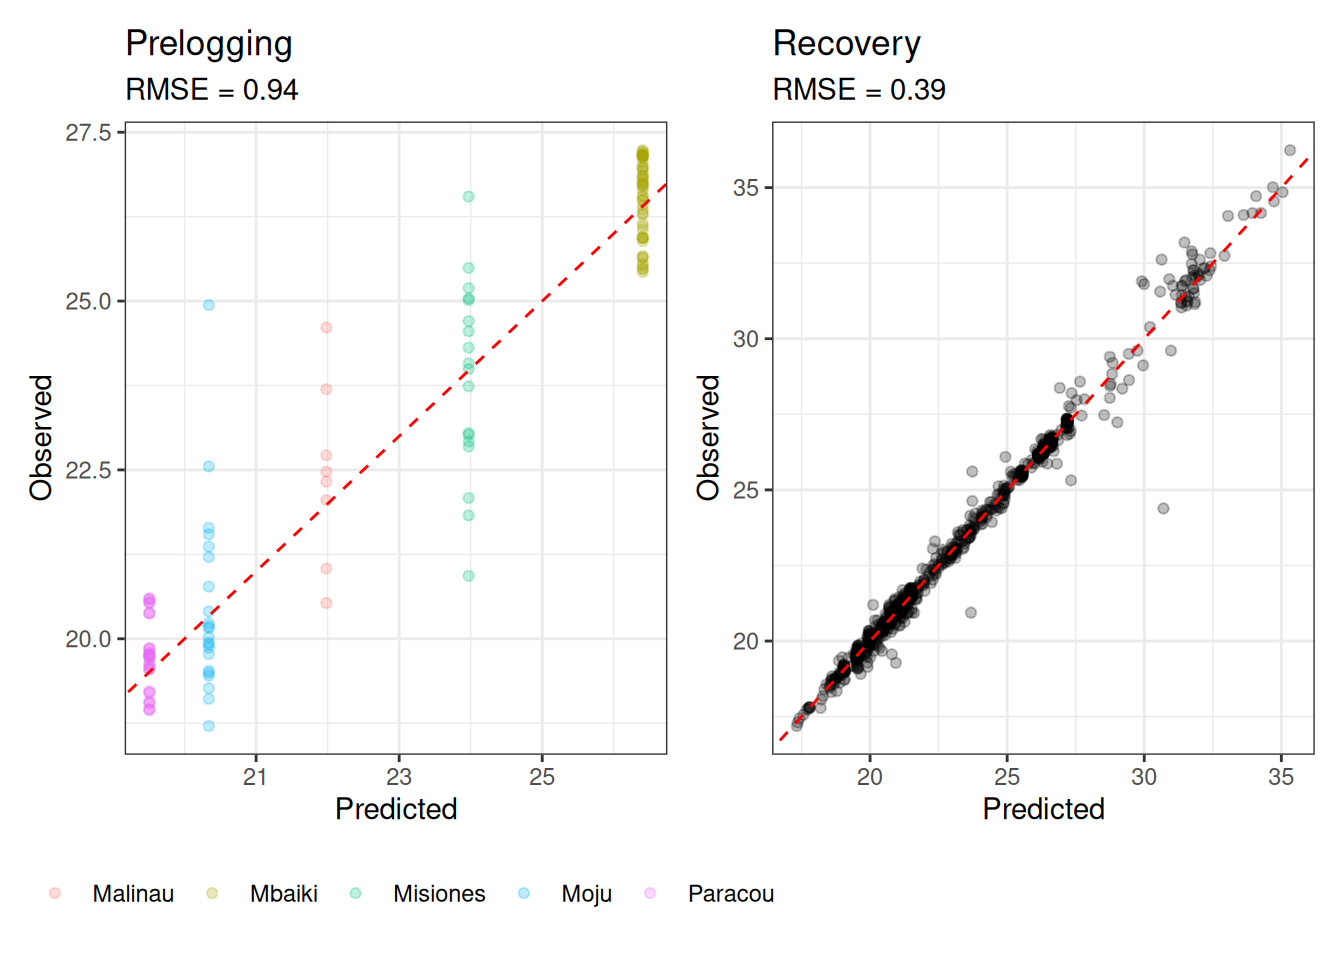 Prelogging
RMSE = 0.94
27.5
25.0
22.5
20.0
Observed
21 23 25
Predicted
Recovery
RMSE = 0.39
35
30
25
20
Observed
20 25 30 35
Predicted
Malinau Mbaiki Misiones Moju Paracou